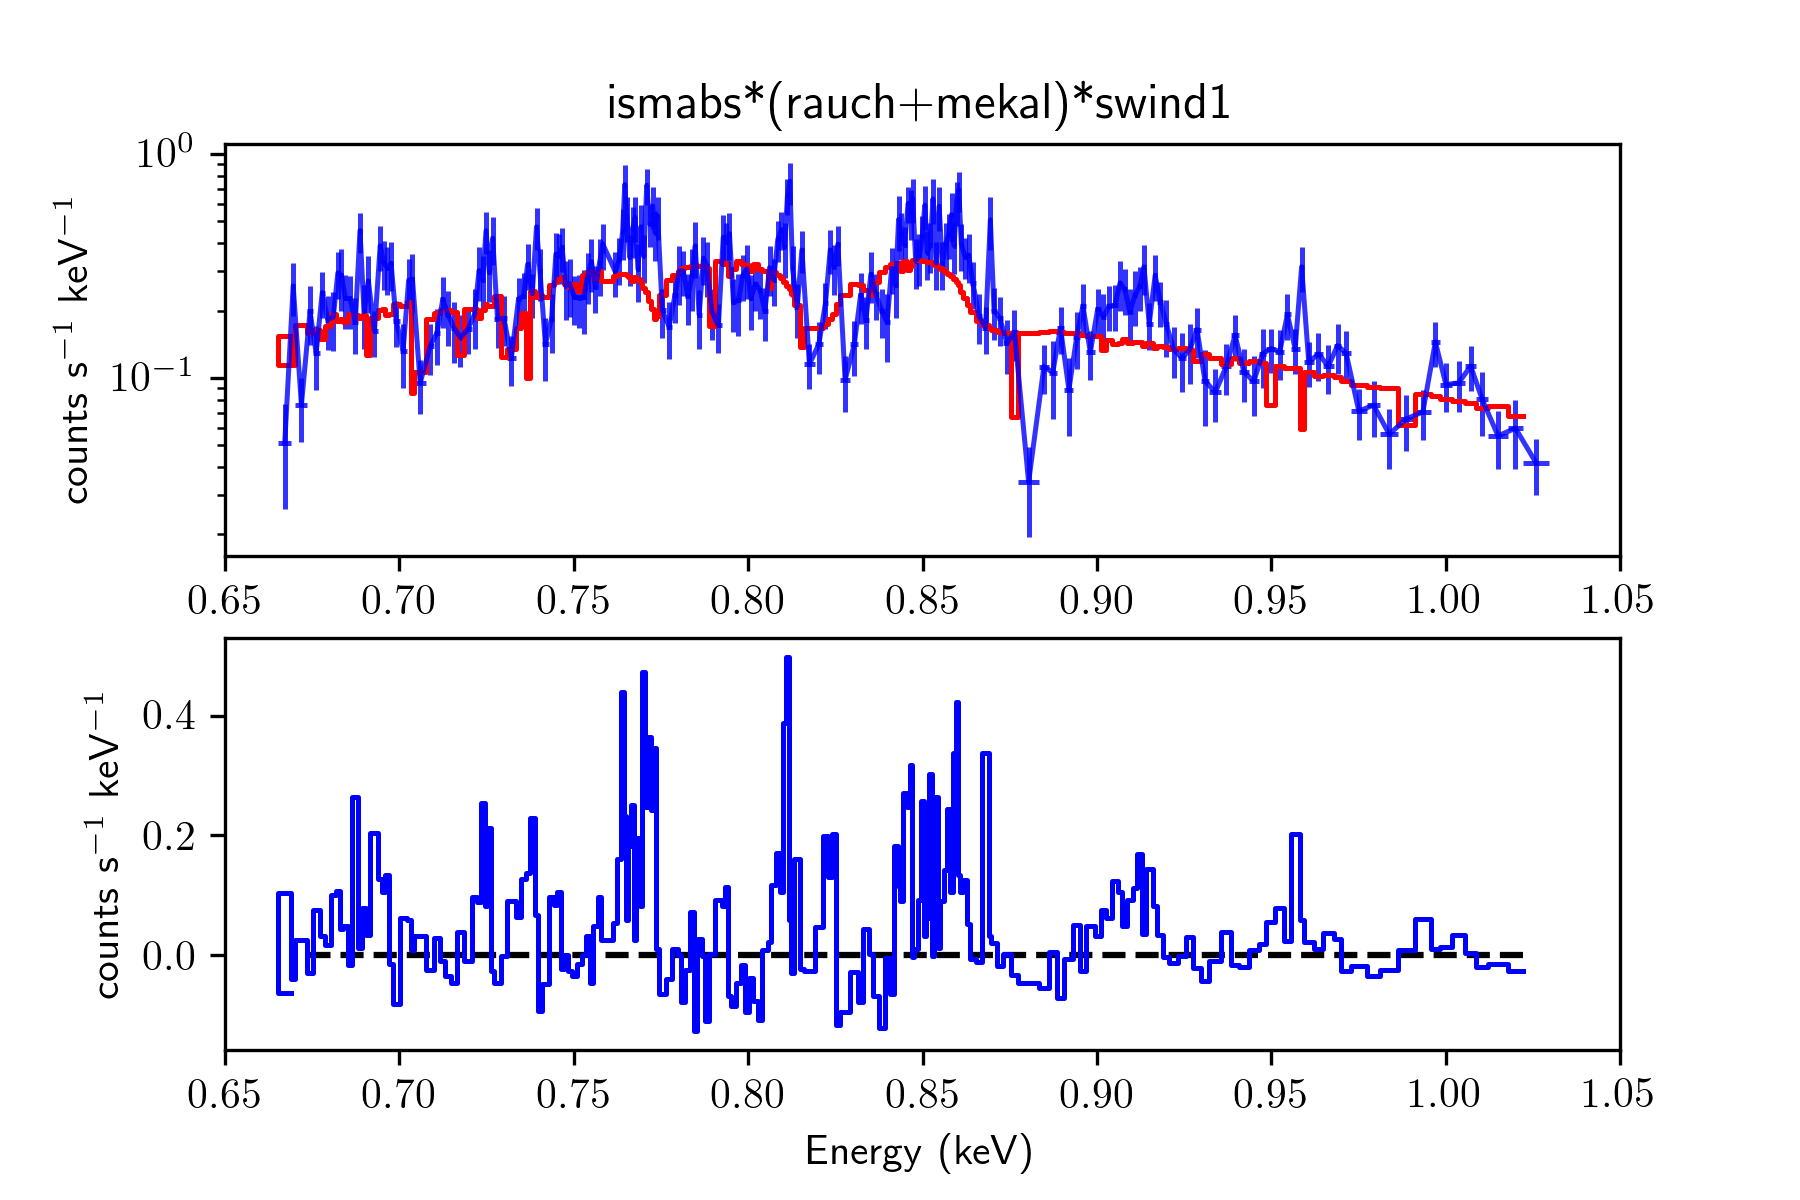 ismabs*(rauch+mekal)*swind1
10⁰
10⁻¹
counts s⁻¹ keV⁻¹
0.65 0.70 0.75 0.80 0.85 0.90 0.95 1.00 1.05
0.4
0.2
0.0
counts s⁻¹ keV⁻¹
0.65 0.70 0.75 0.80 0.85 0.90 0.95 1.00 1.05
Energy (keV)